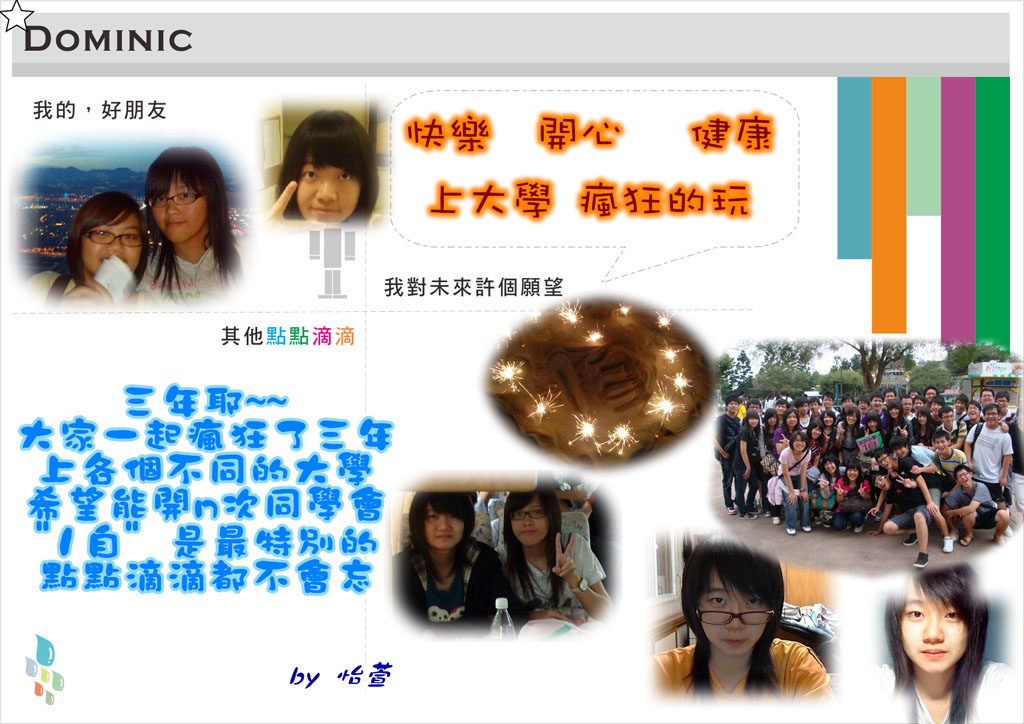 DOMINIC
我的，好朋友
快樂 開心 健康
上大學 瘋狂的玩
我對未來許個願望
其他點點滴滴
三年耶~~
大家一起瘋狂了三年
上各個不同的大學
希望能開n次同學會
"1自" 是最特別的
點點滴滴都不會忘
by 怡萱